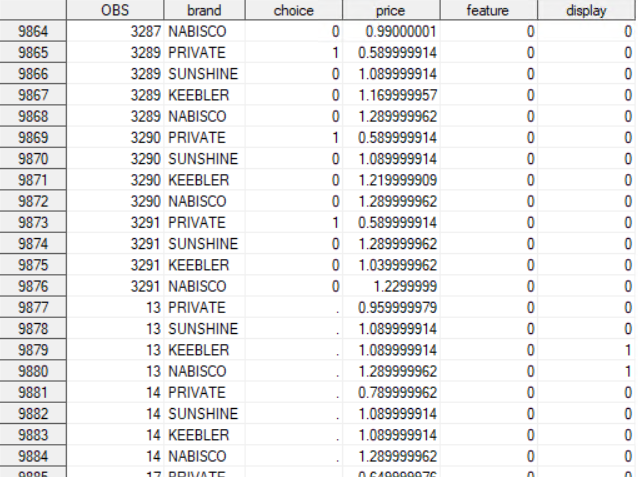 OBS brand choice price feature display
9864 3287 NABISCO 0 0.99000001 0 0
9865 3289 PRIVATE 1 0.589999914 0 0
9866 3289 SUNSHINE 0 1.089999914 0 0
9867 3289 KEEBLER 0 1.169999957 0 0
9868 3289 NABISCO 0 1.289999962 0 0
9869 3290 PRIVATE 1 0.589999914 0 0
9870 3290 SUNSHINE 0 1.089999914 0 0
9871 3290 KEEBLER 0 1.219999909 0 0
9872 3290 NABISCO 0 1.289999962 0 0
9873 3291 PRIVATE 1 0.589999914 0 0
9874 3291 SUNSHINE 0 1.289999962 0 0
9875 3291 KEEBLER 0 1.039999962 0 0
9876 3291 NABISCO 0 1.2299999 0 0
9877 13 PRIVATE . 0.959999979 0 0
9878 13 SUNSHINE . 1.089999914 0 0
9879 13 KEEBLER . 1.089999914 0 1
9880 13 NABISCO . 1.289999962 0 1
9881 14 PRIVATE . 0.789999962 0 0
9882 14 SUNSHINE . 1.089999914 0 0
9883 14 KEEBLER . 1.089999914 0 0
9884 14 NABISCO . 1.289999962 0 0
9885 17 PRIVATE . 0.649999976 0 0